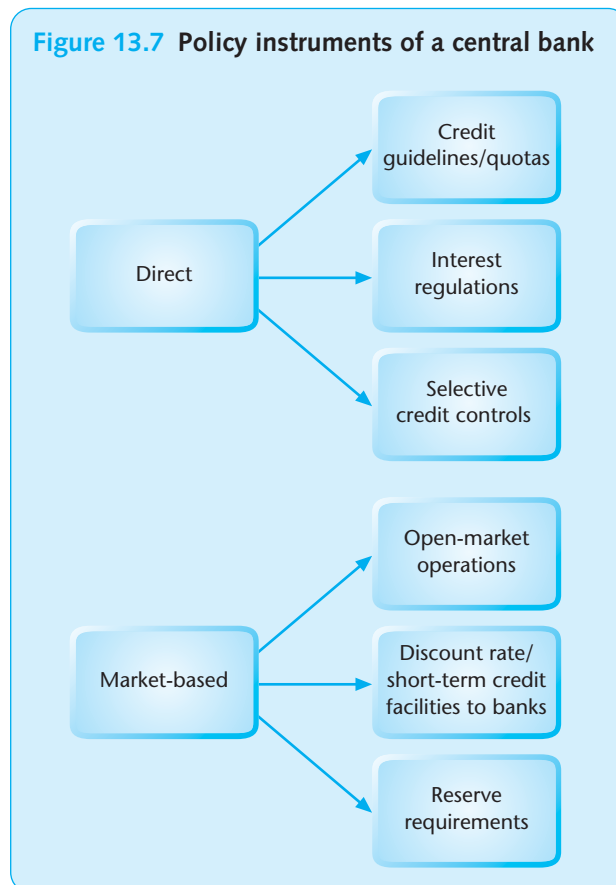 Figure 13.7 Policy instruments of a central bank
Credit
guidelines/quotas
Direct
Interest
regulations
Selective
credit controls
Open-market
operations
Market-based
Discount rate/
short-term credit
facilities to banks
Reserve
requirements